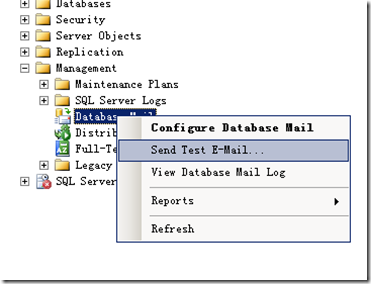 Databases
Security
Server Objects
Replication
Management
Maintenance Plans
SQL Server Logs
Database Mail
Configure Database Mail
Distrib
Send Test E-Mail...
Full-Te
View Database Mail Log
Legacy
SQL Server
Reports
Refresh